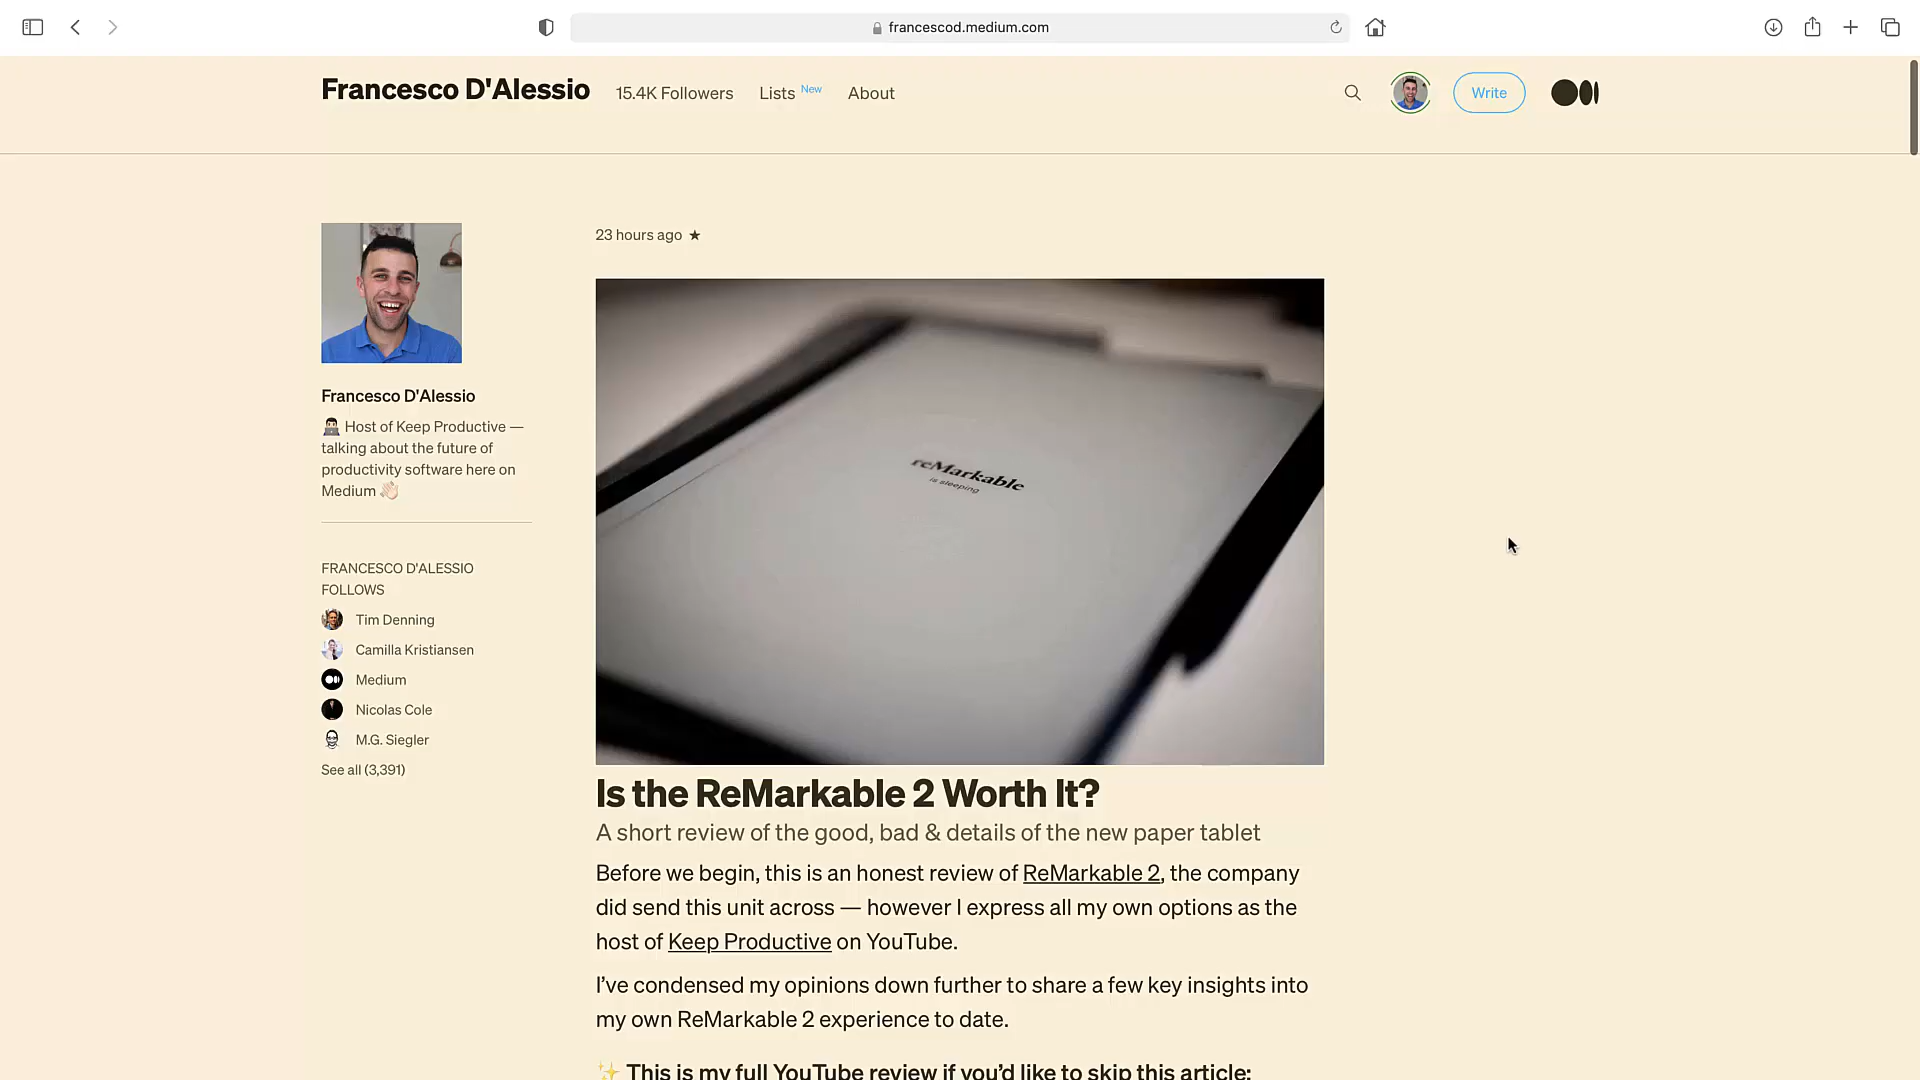 francescod.medium.com
Francesco D'Alessio 15.4K Followers Lists New About
Write
23 hours ago ★
reMarkable
is sleeping
Francesco D'Alessio
👨🏻‍💻 Host of Keep Productive —
talking about the future of
productivity software here on
Medium 👋🏻
FRANCESCO D'ALESSIO
FOLLOWS
Tim Denning
Camilla Kristiansen
Medium
Nicolas Cole
M.G. Siegler
See all (3,391)
Is the ReMarkable 2 Worth It?
A short review of the good, bad & details of the new paper tablet
Before we begin, this is an honest review of ReMarkable 2, the company
did send this unit across — however I express all my own options as the
host of Keep Productive on YouTube.
I’ve condensed my opinions down further to share a few key insights into
my own ReMarkable 2 experience to date.
✨ This is my full YouTube review if you’d like to skip this article: